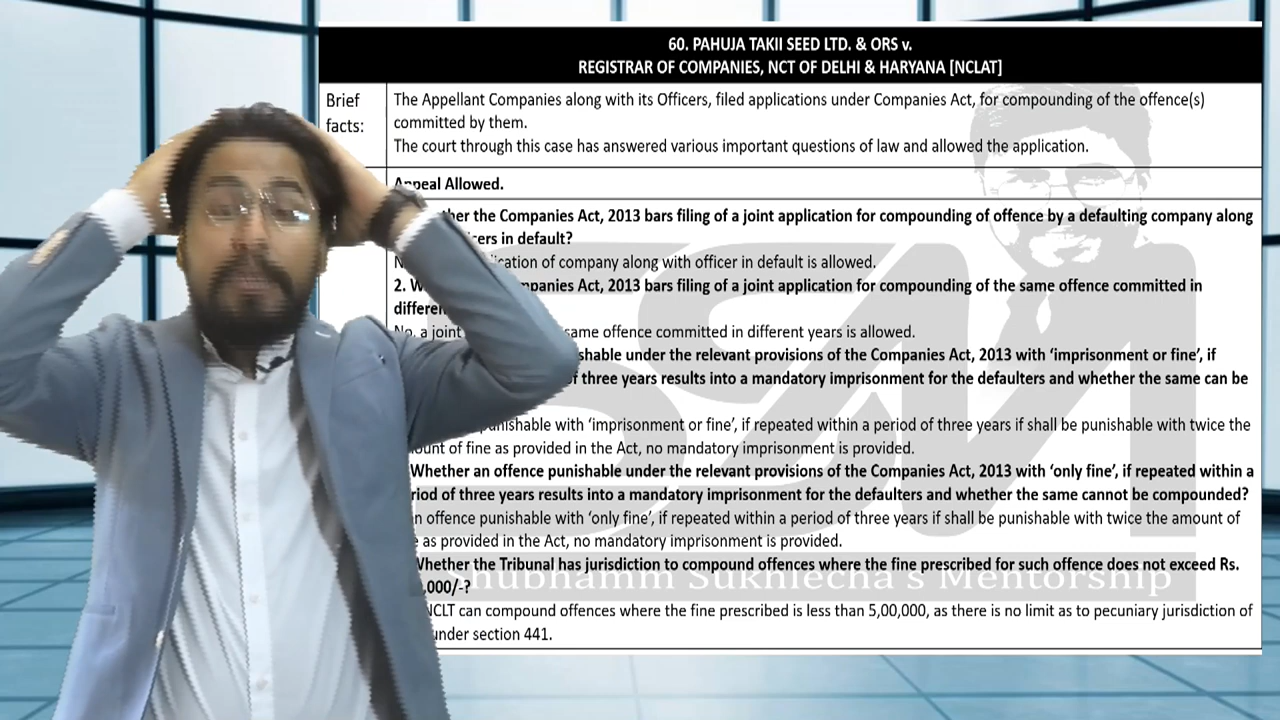 60. PAHUJA TAKII SEED LTD. & ORS v.
REGISTRAR OF COMPANIES, NCT OF DELHI & HARYANA [NCLAT]
Brief
facts:
The Appellant Companies along with its Officers, filed applications under Companies Act, for compounding of the offence(s)
committed by them.
The court through this case has answered various important questions of law and allowed the application.
Appeal Allowed.
the Companies Act, 2013 bars filing of a joint application for compounding of offence by a defaulting company along
in default?
of company along with officer in default is allowed.
2. Act, 2013 bars filing of a joint application for compounding of the same offence committed in
No, a joint same offence committed in different years is allowed.
under the relevant provisions of the Companies Act, 2013 with ‘imprisonment or fine’, if
of three years results into a mandatory imprisonment for the defaulters and whether the same can be
punishable with ‘imprisonment or fine’, if repeated within a period of three years if shall be punishable with twice the
of fine as provided in the Act, no mandatory imprisonment is provided.
Whether an offence punishable under the relevant provisions of the Companies Act, 2013 with ‘only fine’, if repeated within a
period of three years results into a mandatory imprisonment for the defaulters and whether the same cannot be compounded?
an offence punishable with ‘only fine’, if repeated within a period of three years if shall be punishable with twice the amount of
as provided in the Act, no mandatory imprisonment is provided.
Whether the Tribunal has jurisdiction to compound offences where the fine prescribed for such offence does not exceed Rs.
,000/-?
NCLT can compound offences where the fine prescribed is less than 5,00,000, as there is no limit as to pecuniary jurisdiction of
under section 441.
SSM
Shubhamm Sukhlecha's Mentorship